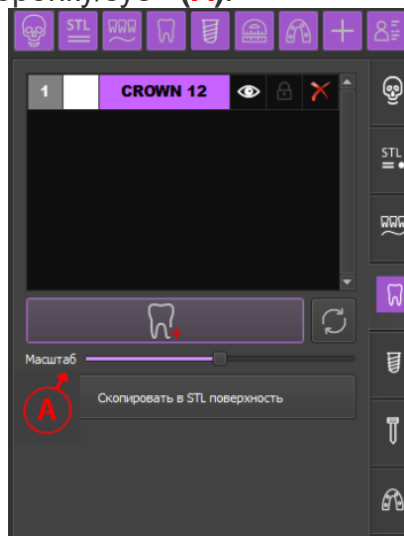 (А).
STL
1 CROWN 12
STL
Масштаб
А
Скопировать в STL поверхность